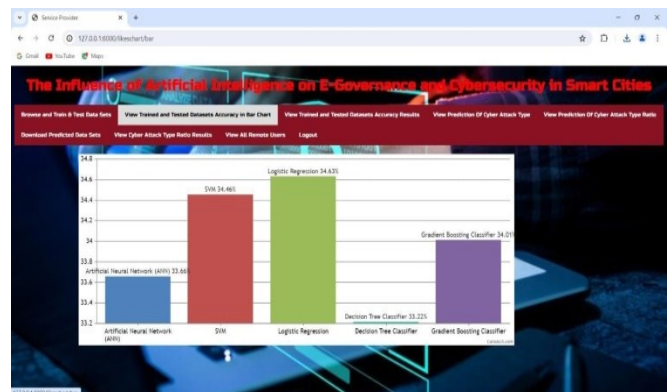 Service Provider
127.0.0.1:8000/likeschart/bar
Gmail YouTube Maps
The Influence of Artificial Intelligence on E-Governance and Cybersecurity in Smart Cities
Browse and Train & Test Data Sets View Trained and Tested Datasets Accuracy in Bar Chart View Trained and Tested Datasets Accuracy Results View Prediction Of Cyber Attack Type View Prediction Of Cyber Attack Type Ratio
Download Predicted Data Sets View Cyber Attack Type Ratio Results View All Remote Users Logout
34.8
34.6
34.4
34.2
34
33.8
33.6
33.4
33.2
Logistic Regression 34.63%
SVM 34.46%
Gradient Boosting Classifier 34.01%
Artificial Neural Network (ANN) 33.66%
Decision Tree Classifier 33.22%
Artificial Neural Network
(ANN)
SVM
Logistic Regression
Decision Tree Classifier
Gradient Boosting Classifier